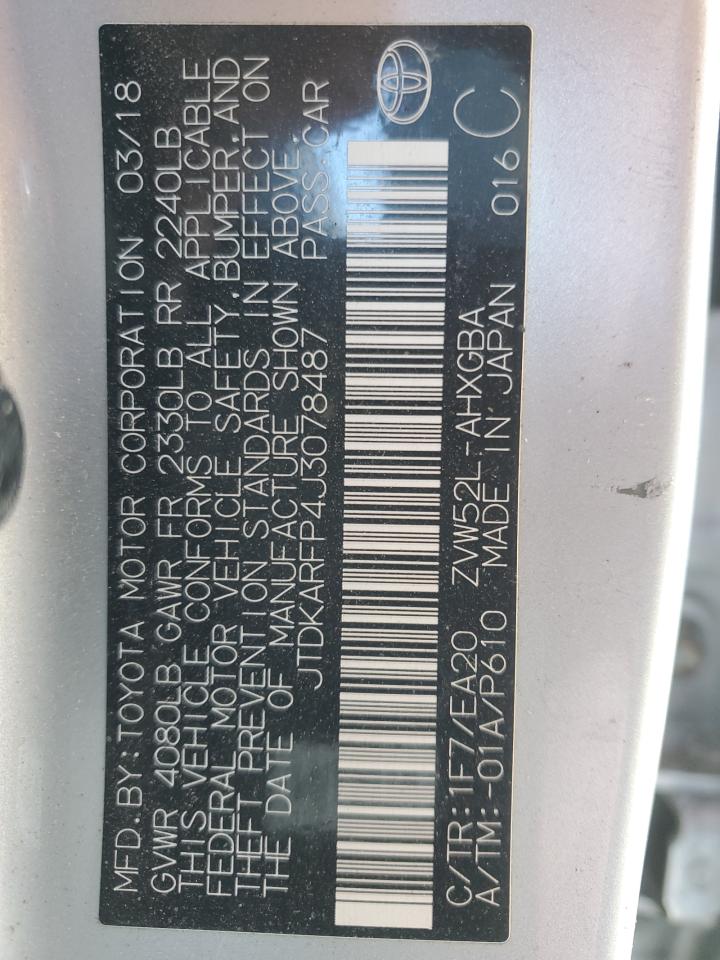 MFD.BY:TOYOTA MOTOR CORPORATION 03/18
GVWR 4080LB GAWR FR 2330LB RR 2240LB
THIS VEHICLE CONFORMS TO ALL APPLICABLE
FEDERAL MOTOR VEHICLE SAFETY,BUMPER,AND
THEFT PREVENTION STANDARDS IN EFFECT ON
THE DATE OF MANUFACTURE SHOWN ABOVE.
JTDKARFP4J3078487 PASS.CAR
C/TR:1F7/EA20 ZVW52L-AHXGBA C
A/TM:-01A/P610 MADE IN JAPAN 016